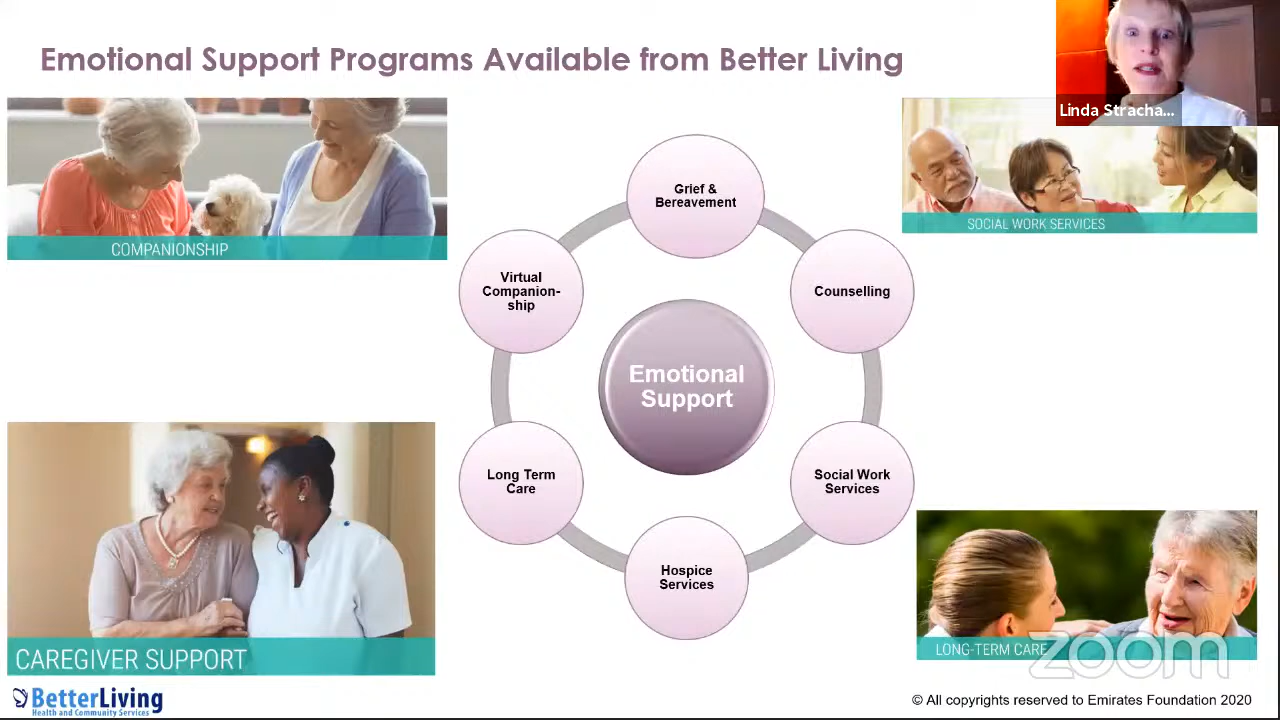 Emotional Support Programs Available from Better Living
Linda Stracha...
COMPANIONSHIP
SOCIAL WORK SERVICES
Grief &
Bereavement
Virtual
Companion-
ship
Counselling
Emotional
Support
Long Term
Care
Social Work
Services
Hospice
Services
CAREGIVER SUPPORT
LONG-TERM CARE
zoom
BetterLiving
Health and Community Services
© All copyrights reserved to Emirates Foundation 2020